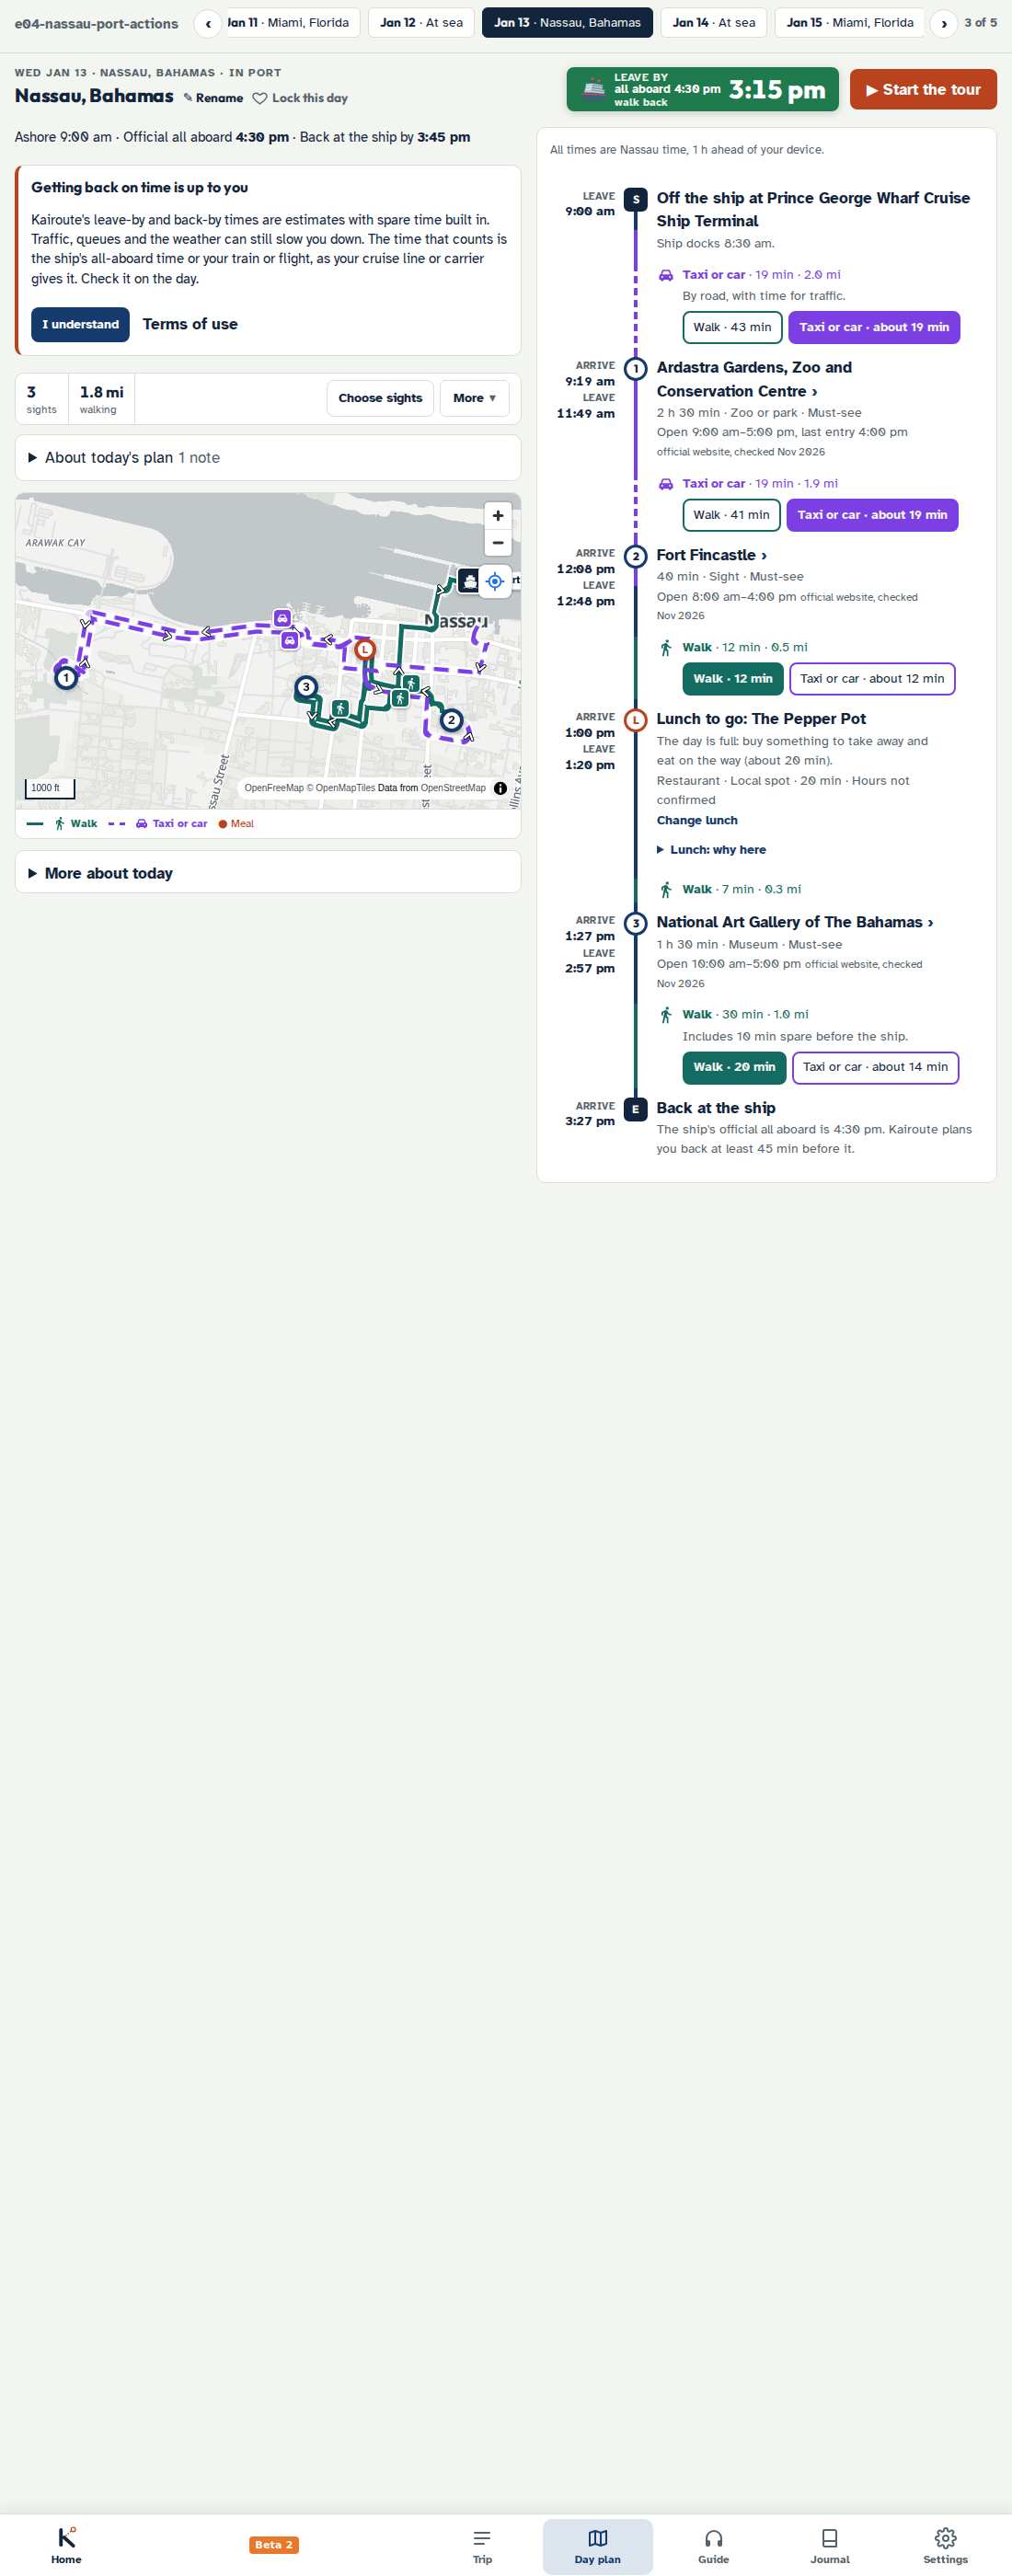 e04-nassau-port-actions
‹
Jan 11 · Miami, Florida
Jan 12 · At sea
Jan 13 · Nassau, Bahamas
Jan 14 · At sea
Jan 15 · Miami, Florida
›
3 of 5
WED JAN 13 · NASSAU, BAHAMAS · IN PORT
Nassau, Bahamas
✎ Rename
Lock this day
LEAVE BY
all aboard 4:30 pm
walk back
3:15 pm
▶ Start the tour
Ashore 9:00 am · Official all aboard 4:30 pm · Back at the ship by 3:45 pm
Getting back on time is up to you
Kairoute's leave-by and back-by times are estimates with spare time built in.
Traffic, queues and the weather can still slow you down. The time that counts is
the ship's all-aboard time or your train or flight, as your cruise line or carrier
gives it. Check it on the day.
I understand
Terms of use
3
sights
1.8 mi
walking
Choose sights
More ▼
▶ About today's plan 1 note
ARAWAK CAY
Nassau
rt
1
2
3
L
ssau Street
eet
st
llins Av
1000 ft
OpenFreeMap © OpenMapTiles Data from OpenStreetMap
Walk
Taxi or car
Meal
▶ More about today
All times are Nassau time, 1 h ahead of your device.
LEAVE
9:00 am
S
Off the ship at Prince George Wharf Cruise
Ship Terminal
Ship docks 8:30 am.
Taxi or car · 19 min · 2.0 mi
By road, with time for traffic.
Walk · 43 min
Taxi or car · about 19 min
ARRIVE
9:19 am
LEAVE
11:49 am
1
Ardastra Gardens, Zoo and
Conservation Centre ›
2 h 30 min · Zoo or park · Must-see
Open 9:00 am–5:00 pm, last entry 4:00 pm
official website, checked Nov 2026
Taxi or car · 19 min · 1.9 mi
Walk · 41 min
Taxi or car · about 19 min
ARRIVE
12:08 pm
LEAVE
12:48 pm
2
Fort Fincastle ›
40 min · Sight · Must-see
Open 8:00 am–4:00 pm official website, checked
Nov 2026
Walk · 12 min · 0.5 mi
Walk · 12 min
Taxi or car · about 12 min
ARRIVE
1:00 pm
LEAVE
1:20 pm
L
Lunch to go: The Pepper Pot
The day is full: buy something to take away and
eat on the way (about 20 min).
Restaurant · Local spot · 20 min · Hours not
confirmed
Change lunch
▶ Lunch: why here
Walk · 7 min · 0.3 mi
ARRIVE
1:27 pm
LEAVE
2:57 pm
3
National Art Gallery of The Bahamas ›
1 h 30 min · Museum · Must-see
Open 10:00 am–5:00 pm official website, checked
Nov 2026
Walk · 30 min · 1.0 mi
Includes 10 min spare before the ship.
Walk · 20 min
Taxi or car · about 14 min
ARRIVE
3:27 pm
E
Back at the ship
The ship's official all aboard is 4:30 pm. Kairoute plans
you back at least 45 min before it.
Home
Beta 2
Trip
Day plan
Guide
Journal
Settings